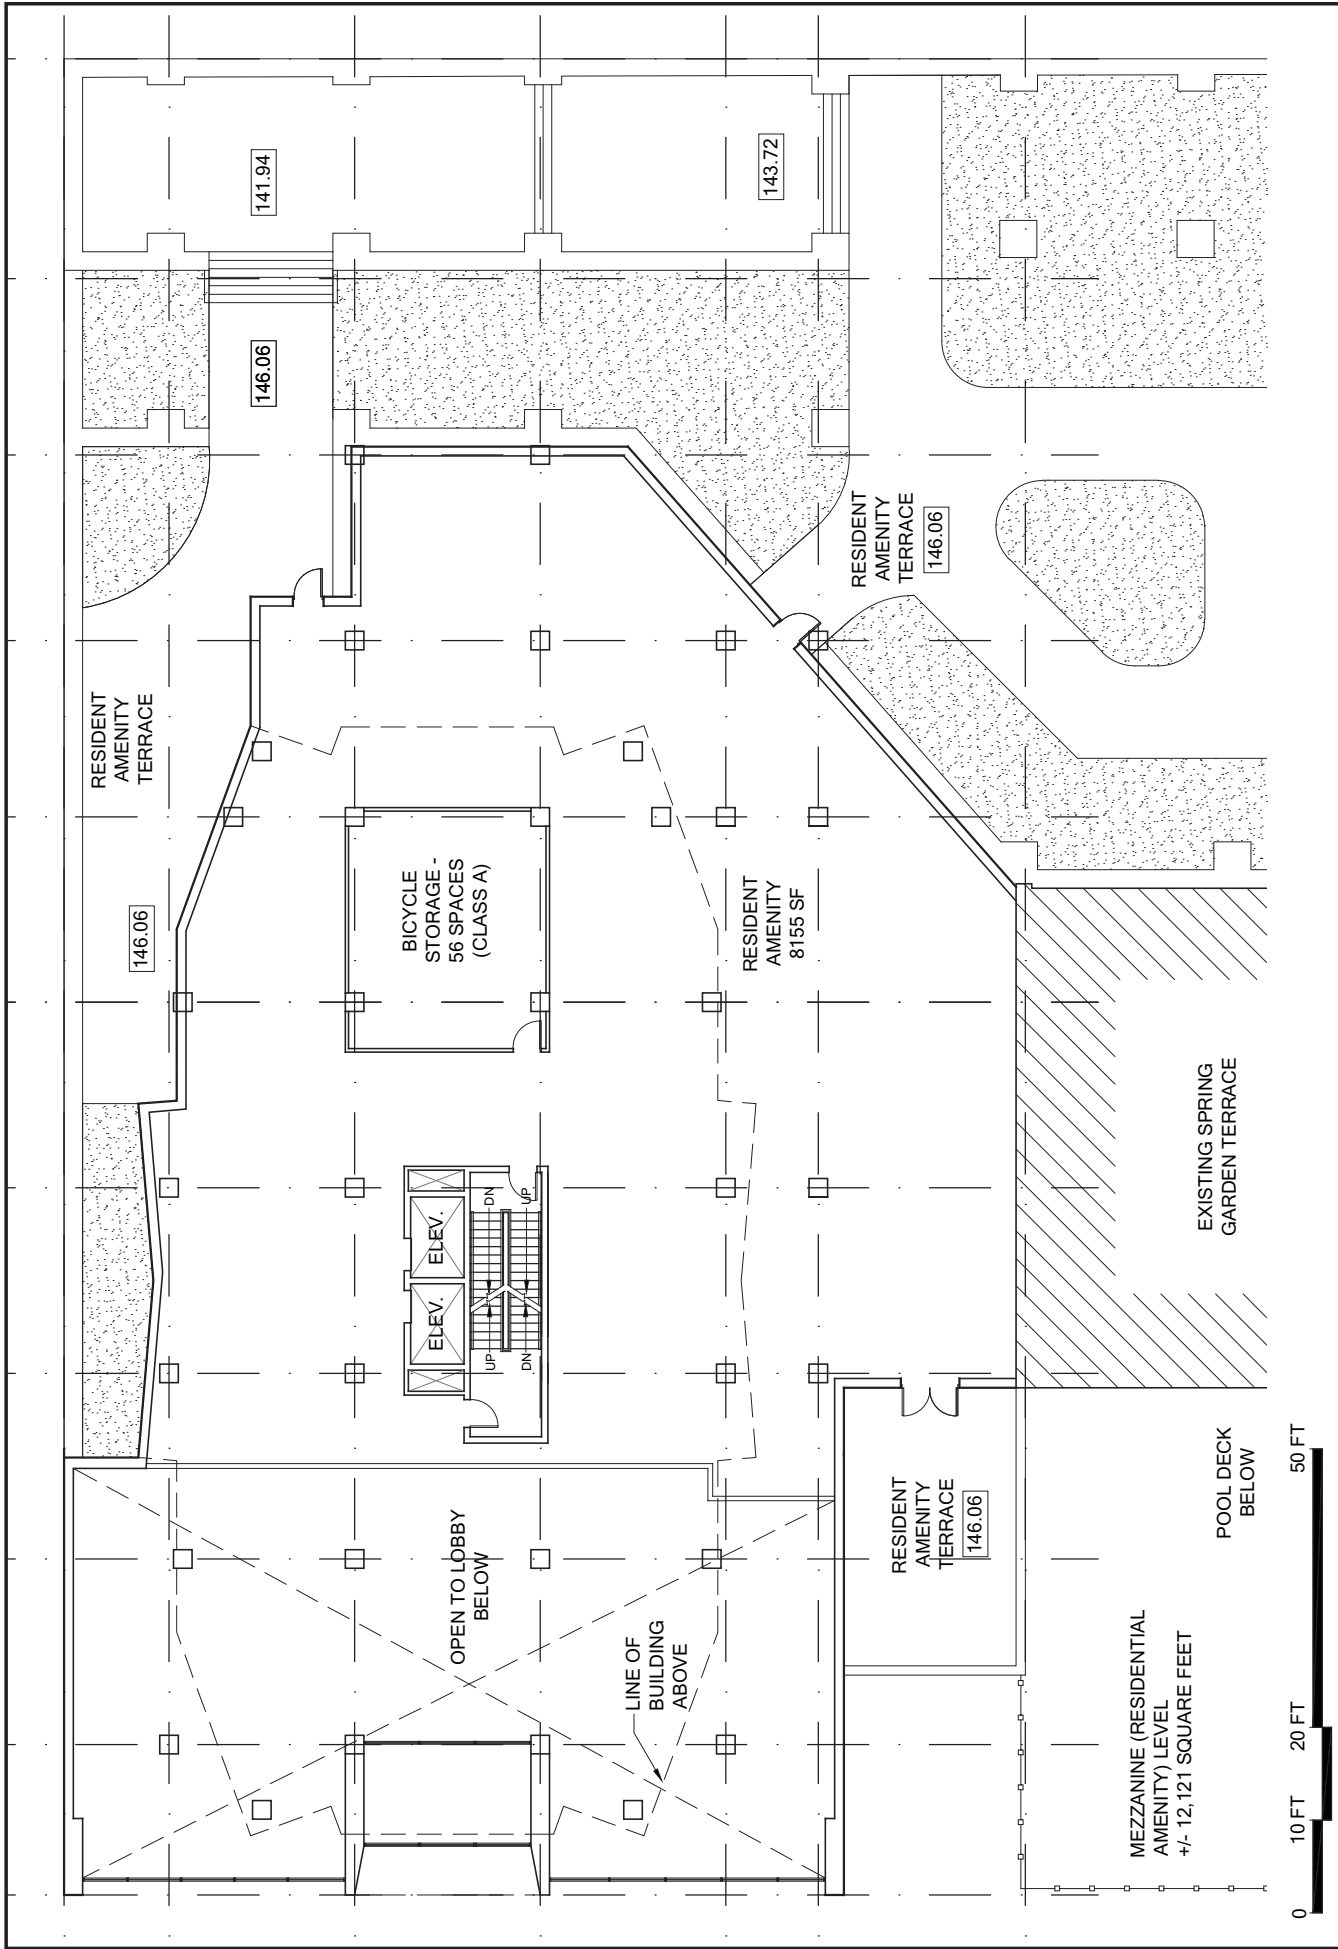 RESIDENT
AMENITY
TERRACE
146.06
146.06
141.94
143.72
RESIDENT
AMENITY
TERRACE
146.06
BICYCLE
STORAGE -
56 SPACES
(CLASS A)
RESIDENT
AMENITY
8155 SF
ELEV.
ELEV.
UP
DN
DN
UP
OPEN TO LOBBY
BELOW
LINE OF
BUILDING
ABOVE
RESIDENT
AMENITY
TERRACE
146.06
EXISTING SPRING
GARDEN TERRACE
POOL DECK
BELOW
MEZZANINE (RESIDENTIAL
AMENITY) LEVEL
+/- 12,121 SQUARE FEET
0
10 FT
20 FT
50 FT